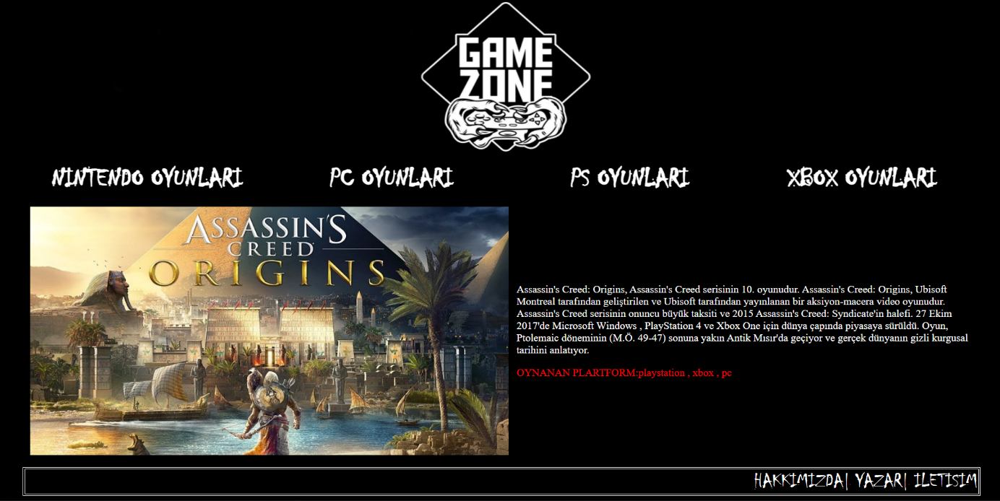 GAME
ZONE
NINTENDO OYUNLARI
PC OYUNLARI
PS OYUNLARI
XBOX OYUNLARI
ASSASSIN'S
CREED
ORIGINS
Assassin's Creed: Origins, Assassin's Creed serisinin 10. oyunudur. Assassin's Creed: Origins, Ubisoft
Montreal tarafından geliştirilen ve Ubisoft tarafından yayınlanan bir aksiyon-macera video oyunudur.
Assassin's Creed serisinin onuncu büyük taksiti ve 2015 Assassin's Creed: Syndicate'in halefi. 27 Ekim
2017'de Microsoft Windows , PlayStation 4 ve Xbox One için dünya çapında piyasaya sürüldü. Oyun,
Ptolemaic döneminin (M.Ö. 49-47) sonuna yakın Antik Mısır'da geçiyor ve gerçek dünyanın gizli kurgusal
tarihini anlatıyor.
OYNANAN PLARTFORM:playstation , xbox , pc
HAKKIMIZDA| YAZAR| ILETISIM